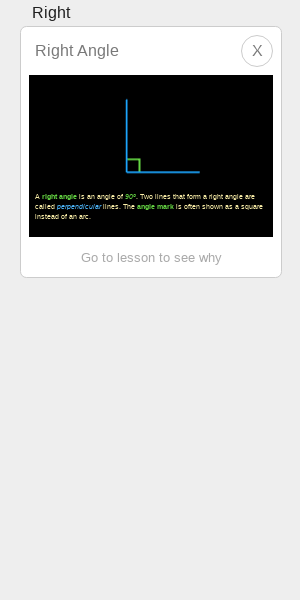 Right
Right Angle
X
A right angle is an angle of 90º. Two lines that form a right angle are
called perpendicular lines. The angle mark is often shown as a square
instead of an arc.
Go to lesson to see why